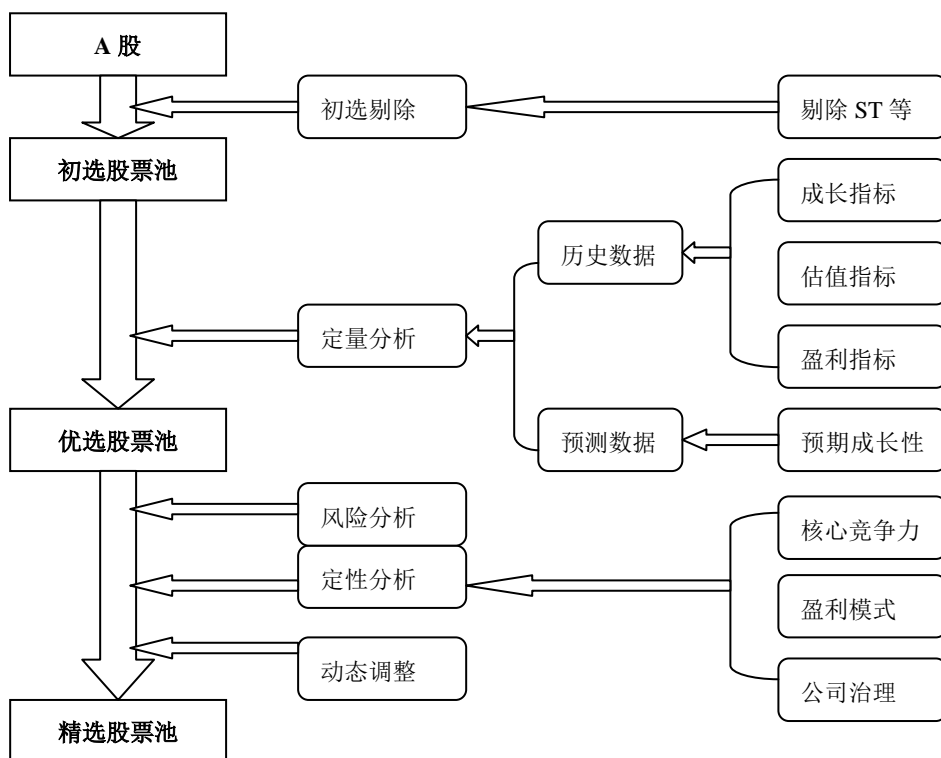 A 股
初选剔除
剔除 ST 等
初选股票池
成长指标
历史数据
估值指标
定量分析
盈利指标
优选股票池
预测数据
预期成长性
风险分析
核心竞争力
定性分析
盈利模式
动态调整
公司治理
精选股票池